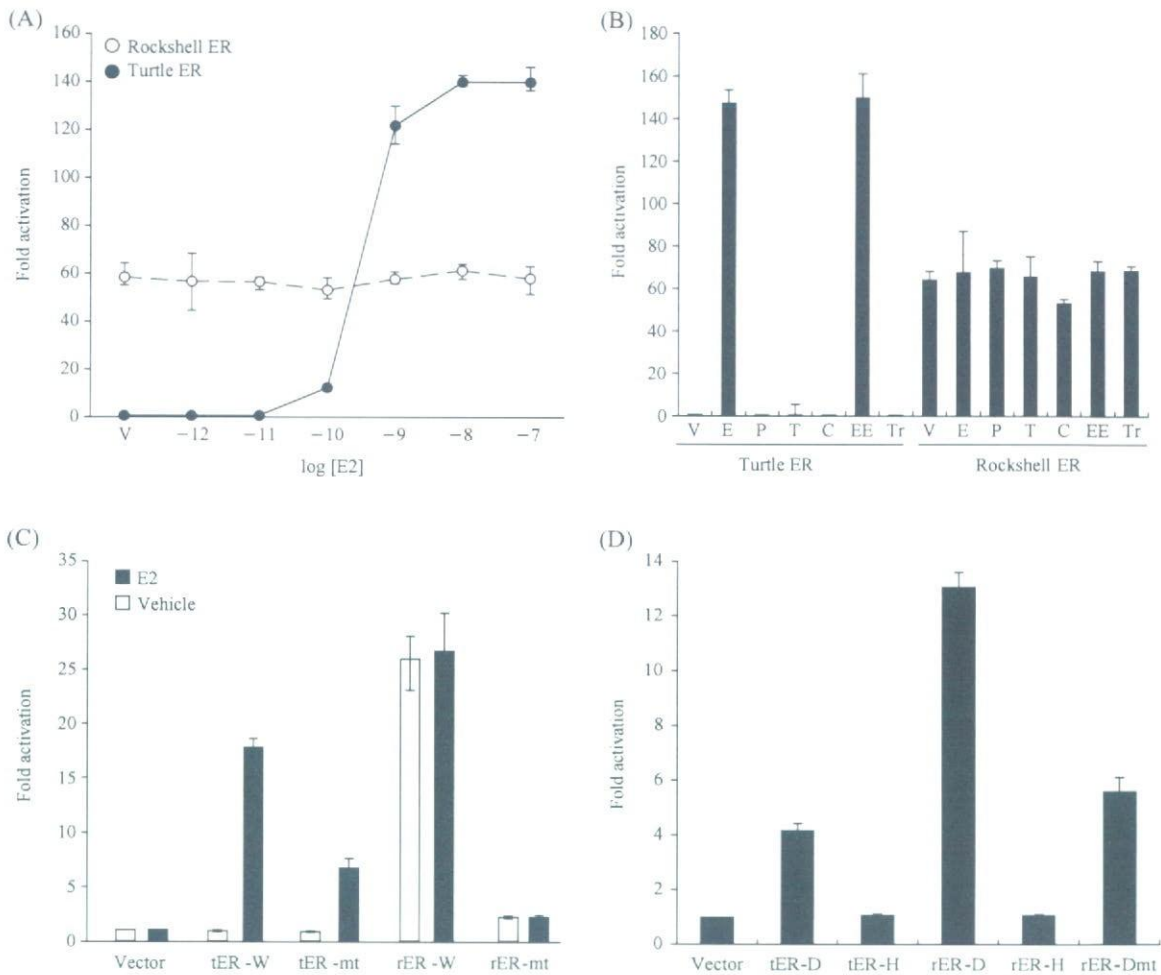 (A)
160
140
120
100
80
60
40
20
0
Fold activation
Rockshell ER
Turtle ER
V −12 −11 −10 −9 −8 −7
log [E2]
(B)
180
160
140
120
100
80
60
40
20
0
Fold activation
V E P T C EE Tr V E P T C EE Tr
Turtle ER Rockshell ER
(C)
35
30
25
20
15
10
5
0
Fold activation
E2
Vehicle
Vector tER -W tER -mt rER -W rER-mt
(D)
14
12
10
8
6
4
2
0
Fold activation
Vector tER-D tER-H rER-D rER-H rER-Dmt